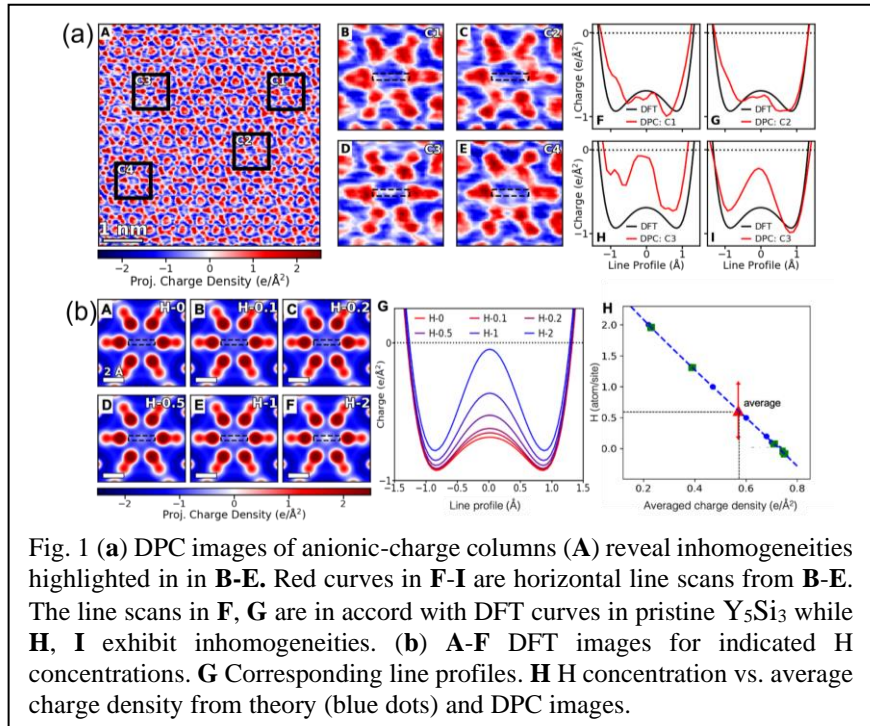 (a)
A
C3
C1
C2
C4
1 nm
−2 −1 0 1 2
Proj. Charge Density (e/Å²)
B C1
C C2
D C3
E C4
Charge (e/Å²)
0
−1
DFT
DPC: C1
F
DFT
DPC: C2
G
Charge (e/Å²)
0
−1
DFT
H DPC: C3
DFT
I DPC: C3
−1 0 1
Line Profile (Å)
−1 0 1
Line Profile (Å)
(b)
A H-0
2 Å
B H-0.1
C H-0.2
D H-0.5
E H-1
F H-2
−2 −1 0 1 2
Proj. Charge Density (e/Å²)
G
H-0 H-0.1 H-0.2
H-0.5 H-1 H-2
Charge (e/Å²)
0
−1
−1.5 −1.0 −0.5 0.0 0.5 1.0 1.5
Line profile (Å)
H
H (atom/site)
2.0
1.5
1.0
0.5
0.0
average
0.2 0.4 0.6 0.8
Averaged charge density (e/Å²)
Fig. 1 (a) DPC images of anionic-charge columns (A) reveal inhomogeneities
highlighted in in B-E. Red curves in F-I are horizontal line scans from B-E.
The line scans in F, G are in accord with DFT curves in pristine Y₅Si₃ while
H, I exhibit inhomogeneities. (b) A-F DFT images for indicated H
concentrations. G Corresponding line profiles. H H concentration vs. average
charge density from theory (blue dots) and DPC images.